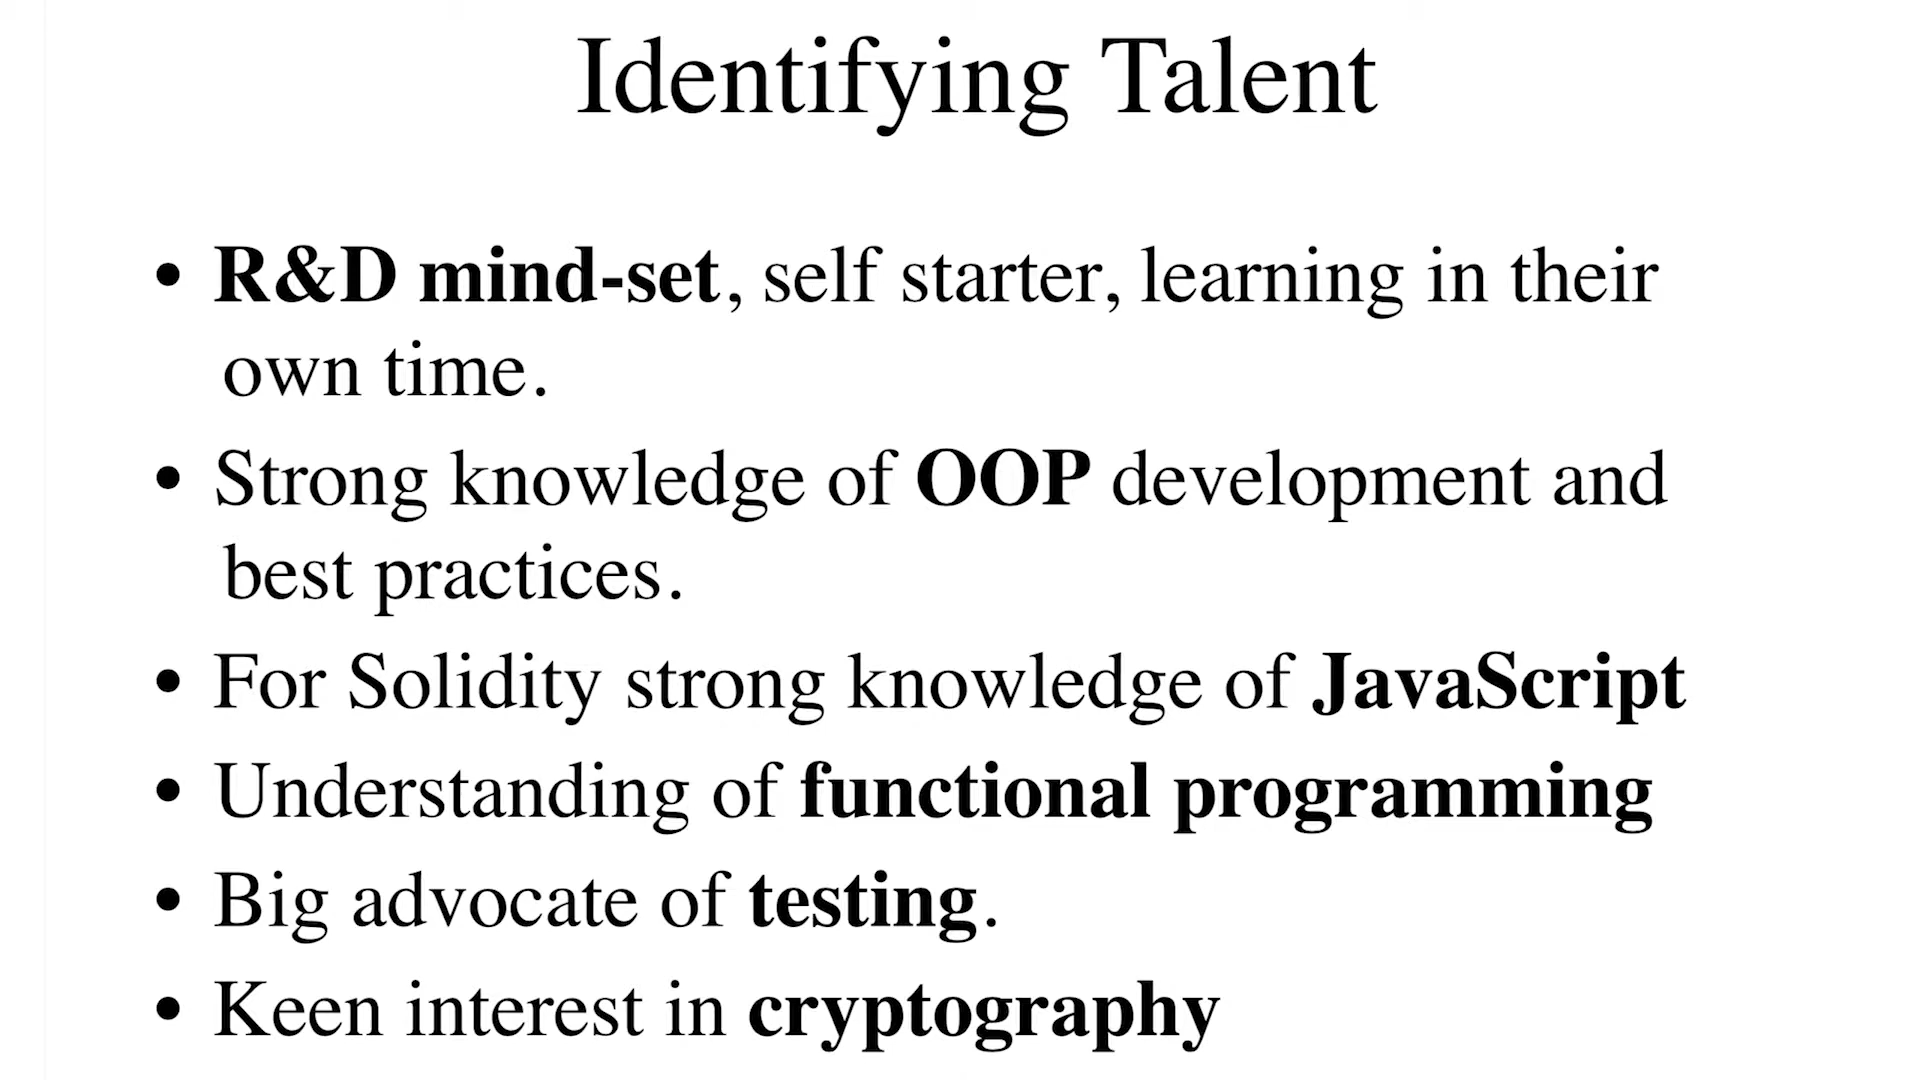 Identifying Talent
• R&D mind-set, self starter, learning in their
own time.
• Strong knowledge of OOP development and
best practices.
• For Solidity strong knowledge of JavaScript
• Understanding of functional programming
• Big advocate of testing.
• Keen interest in cryptography